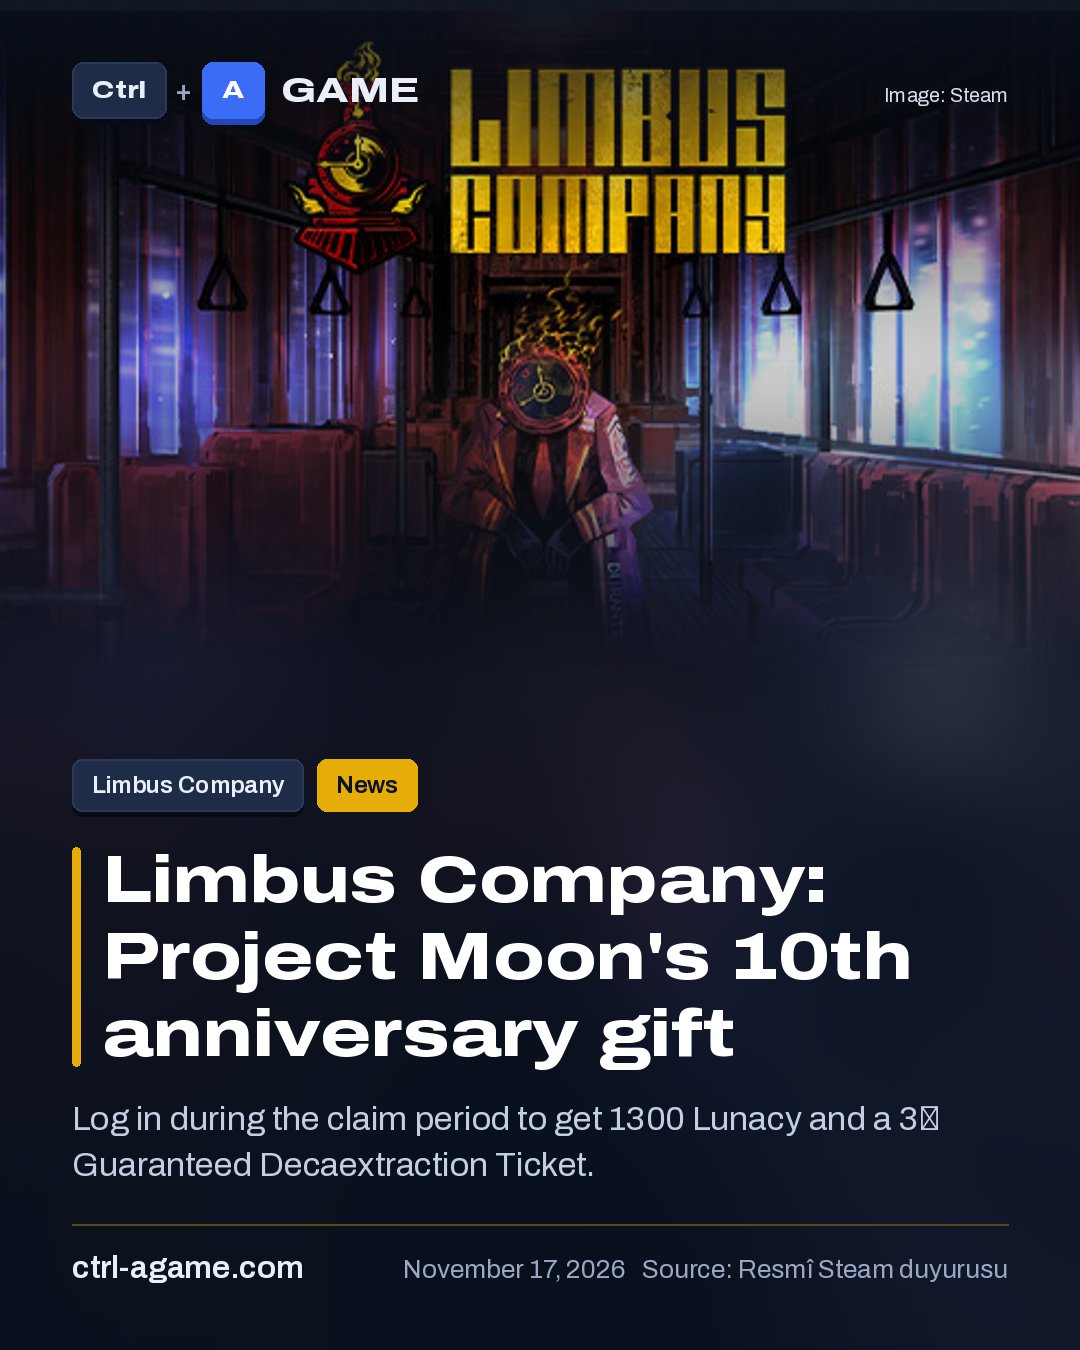 Ctrl + A GAME
LIMBUS
COMPANY
Image: Steam
Limbus Company
News
Limbus Company:
Project Moon's 10th
anniversary gift
Log in during the claim period to get 1300 Lunacy and a 3
Guaranteed Decaextraction Ticket.
ctrl-agame.com
November 17, 2026 Source: Resmî Steam duyurusu